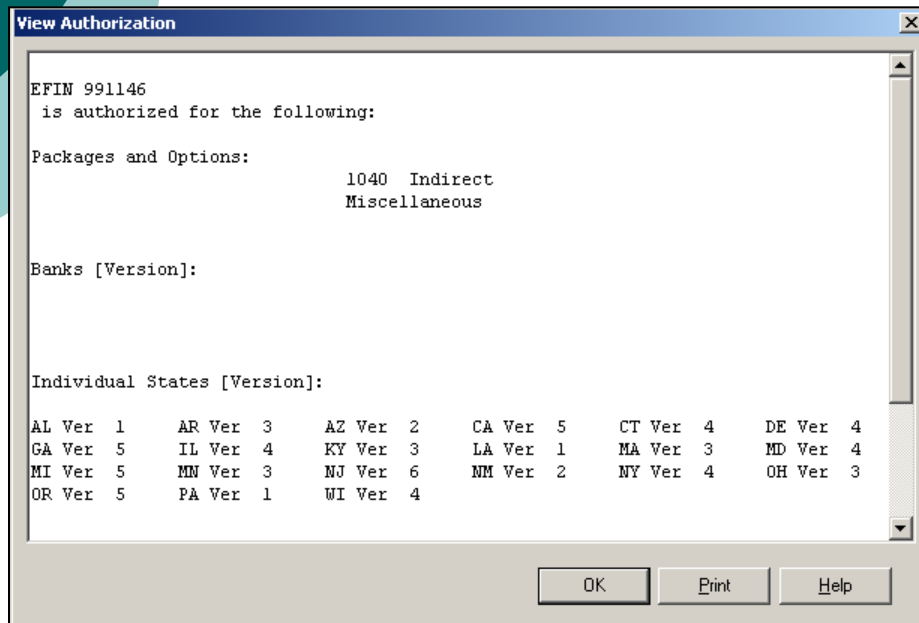 View Authorization
EFIN 991146
is authorized for the following:
Packages and Options:
1040 Indirect
Miscellaneous
Banks [Version]:
Individual States [Version]:
AL Ver 1 AR Ver 3 AZ Ver 2 CA Ver 5 CT Ver 4 DE Ver 4
GA Ver 5 IL Ver 4 KY Ver 3 LA Ver 1 MA Ver 3 MD Ver 4
MI Ver 5 MN Ver 3 NJ Ver 6 NM Ver 2 NY Ver 4 OH Ver 3
OR Ver 5 PA Ver 1 WI Ver 4
OK Print Help